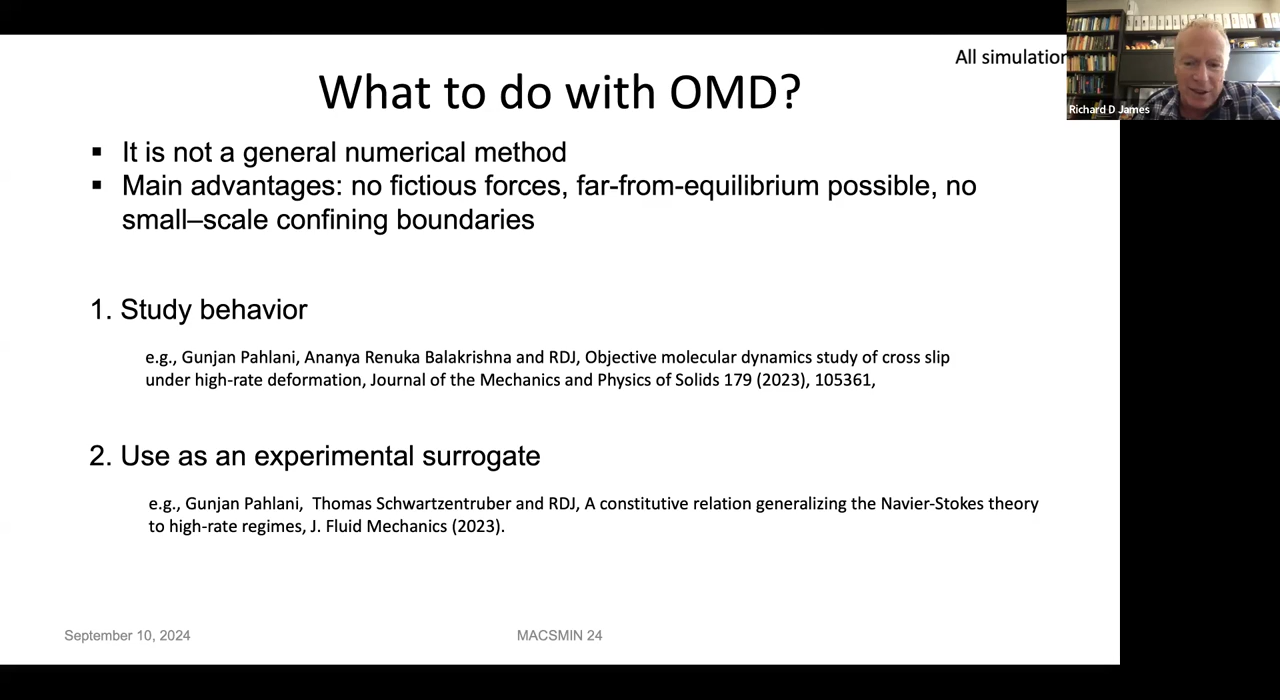 All simulation
Richard D James
What to do with OMD?
▪ It is not a general numerical method
▪ Main advantages: no fictious forces, far-from-equilibrium possible, no
small–scale confining boundaries
1. Study behavior
e.g., Gunjan Pahlani, Ananya Renuka Balakrishna and RDJ, Objective molecular dynamics study of cross slip
under high-rate deformation, Journal of the Mechanics and Physics of Solids 179 (2023), 105361,
2. Use as an experimental surrogate
e.g., Gunjan Pahlani, Thomas Schwartzentruber and RDJ, A constitutive relation generalizing the Navier-Stokes theory
to high-rate regimes, J. Fluid Mechanics (2023).
September 10, 2024
MACSMIN 24